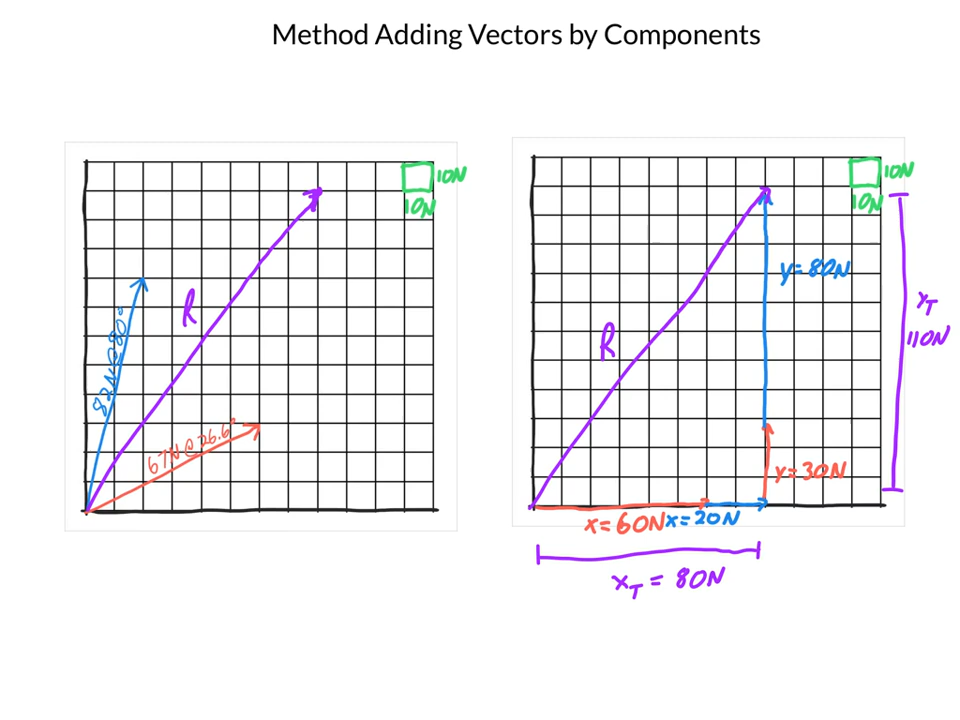 Method Adding Vectors by Components
10N
10N
R
82N@80°
67N@26.6°
10N
10N
y=80N
R
YT
110N
y=30N
x=60N x=20N
xT = 80N